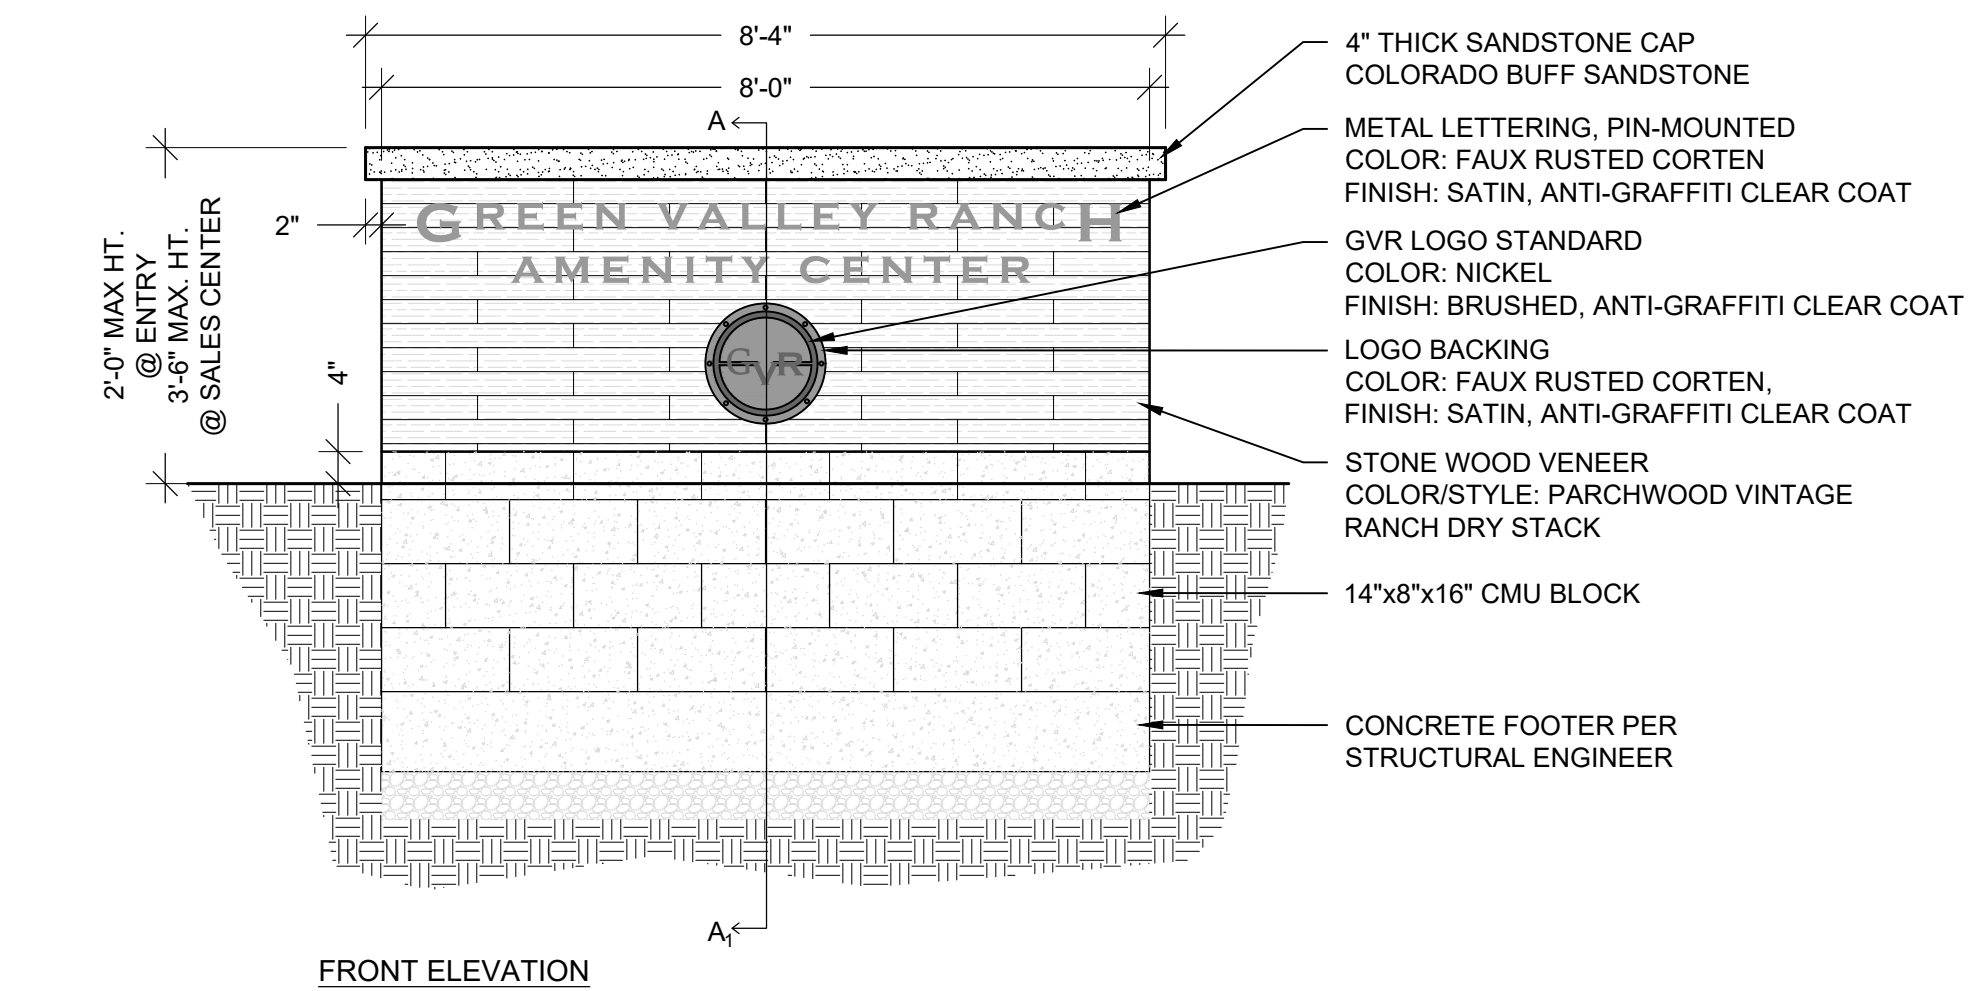 8'-4"
8'-0"
A
4" THICK SANDSTONE CAP
COLORADO BUFF SANDSTONE
METAL LETTERING, PIN-MOUNTED
COLOR: FAUX RUSTED CORTEN
FINISH: SATIN, ANTI-GRAFFITI CLEAR COAT
GVR LOGO STANDARD
COLOR: NICKEL
FINISH: BRUSHED, ANTI-GRAFFITI CLEAR COAT
LOGO BACKING
COLOR: FAUX RUSTED CORTEN,
FINISH: SATIN, ANTI-GRAFFITI CLEAR COAT
STONE WOOD VENEER
COLOR/STYLE: PARCHWOOD VINTAGE
RANCH DRY STACK
14"x8"x16" CMU BLOCK
CONCRETE FOOTER PER
STRUCTURAL ENGINEER
2'-0" MAX HT.
@ ENTRY
3'-6" MAX. HT.
@ SALES CENTER
2"
4"
GREEN VALLEY RANCH
AMENITY CENTER
GVR
A1
FRONT ELEVATION